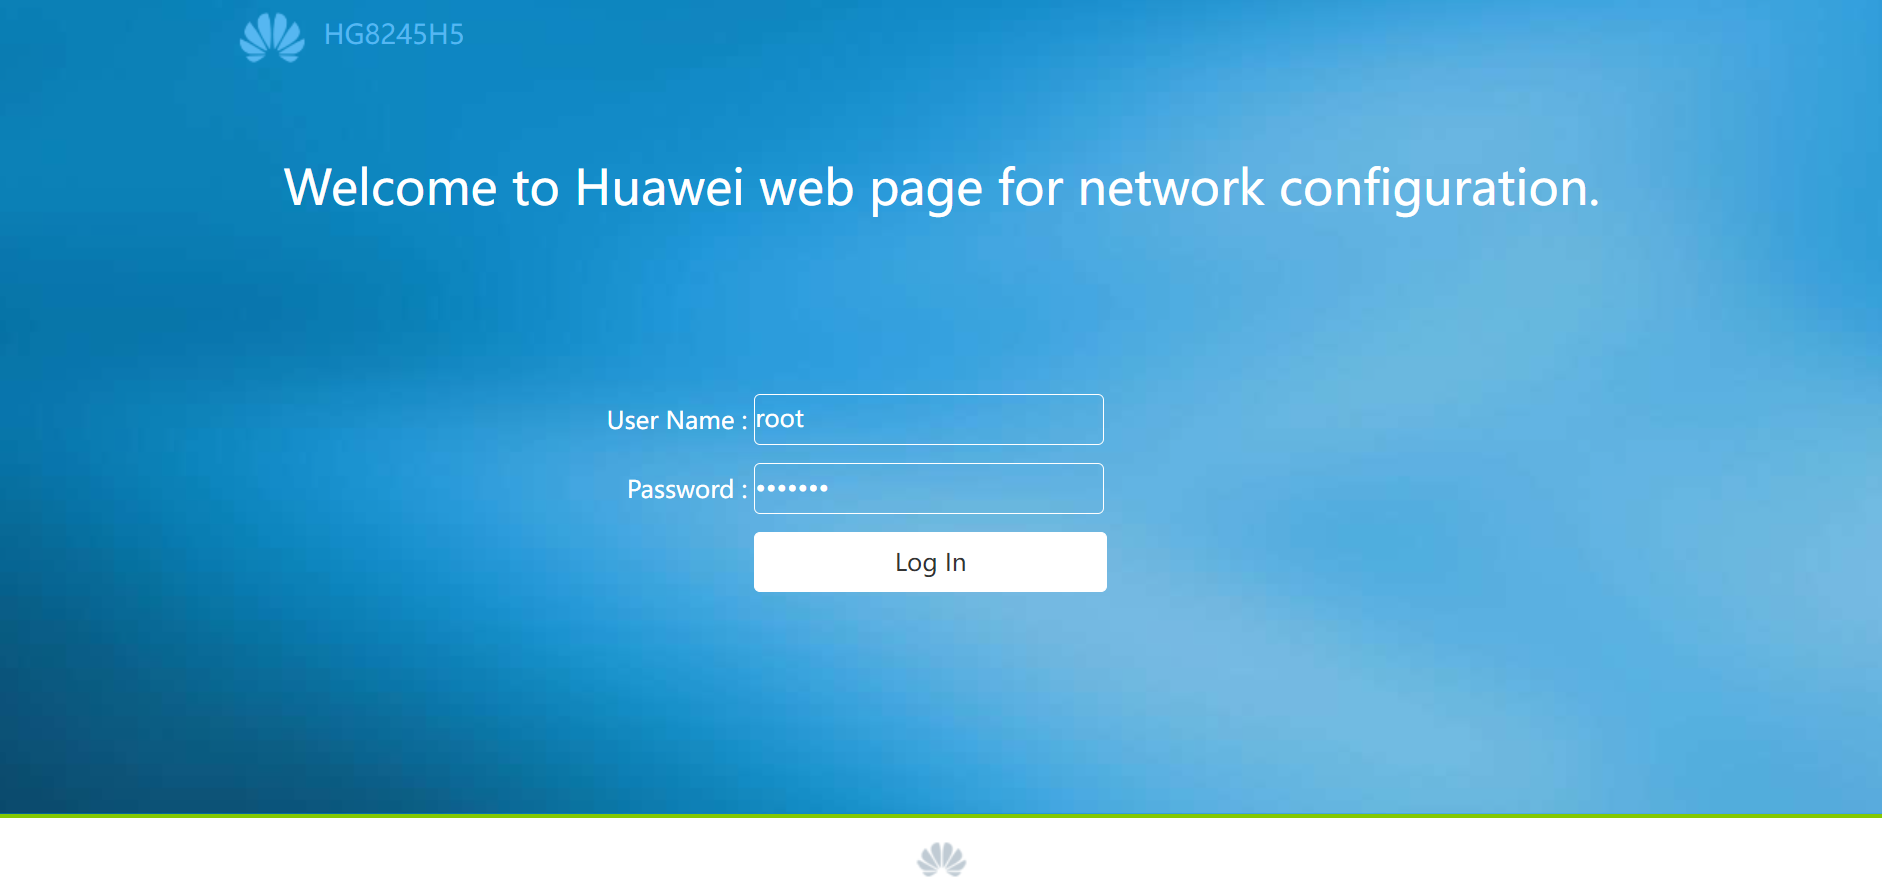 HG8245H5
Welcome to Huawei web page for network configuration.
User Name : root
Password : •••••••
Log In